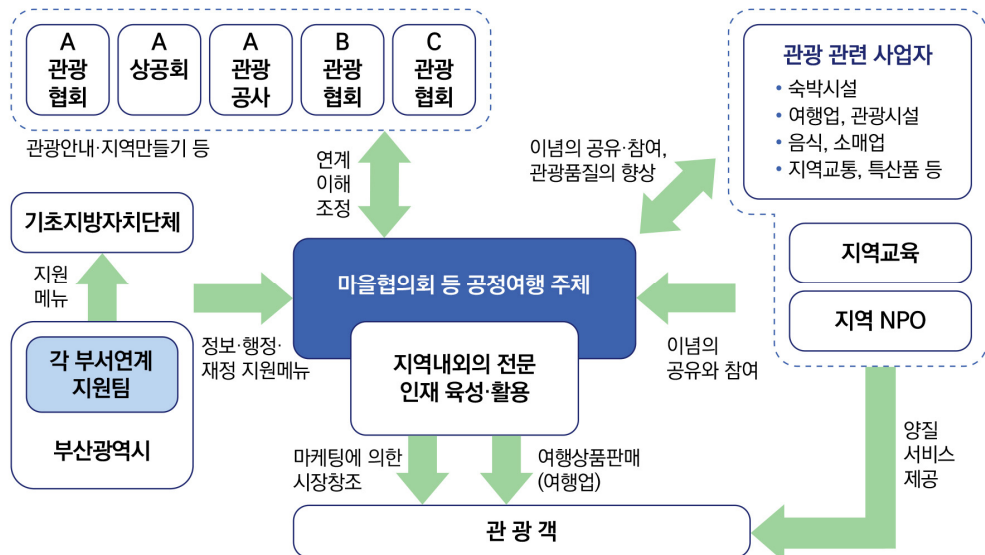 A
관광
협회
A
상공회
A
관광
공사
B
관광
협회
C
관광
협회
관광안내·지역만들기 등
관광 관련 사업자
• 숙박시설
• 여행업, 관광시설
• 음식, 소매업
• 지역교통, 특산품 등
연계
이해
조정
이념의 공유·참여,
관광품질의 향상
기초지방자치단체
지원
메뉴
각 부서연계
지원팀
부산광역시
정보·행정·
재정 지원메뉴
마을협의회 등 공정여행 주체
지역내외의 전문
인재 육성·활용
이념의
공유와 참여
지역교육
지역 NPO
마케팅에 의한
시장창조
여행상품판매
(여행업)
양질
서비스
제공
관 광 객